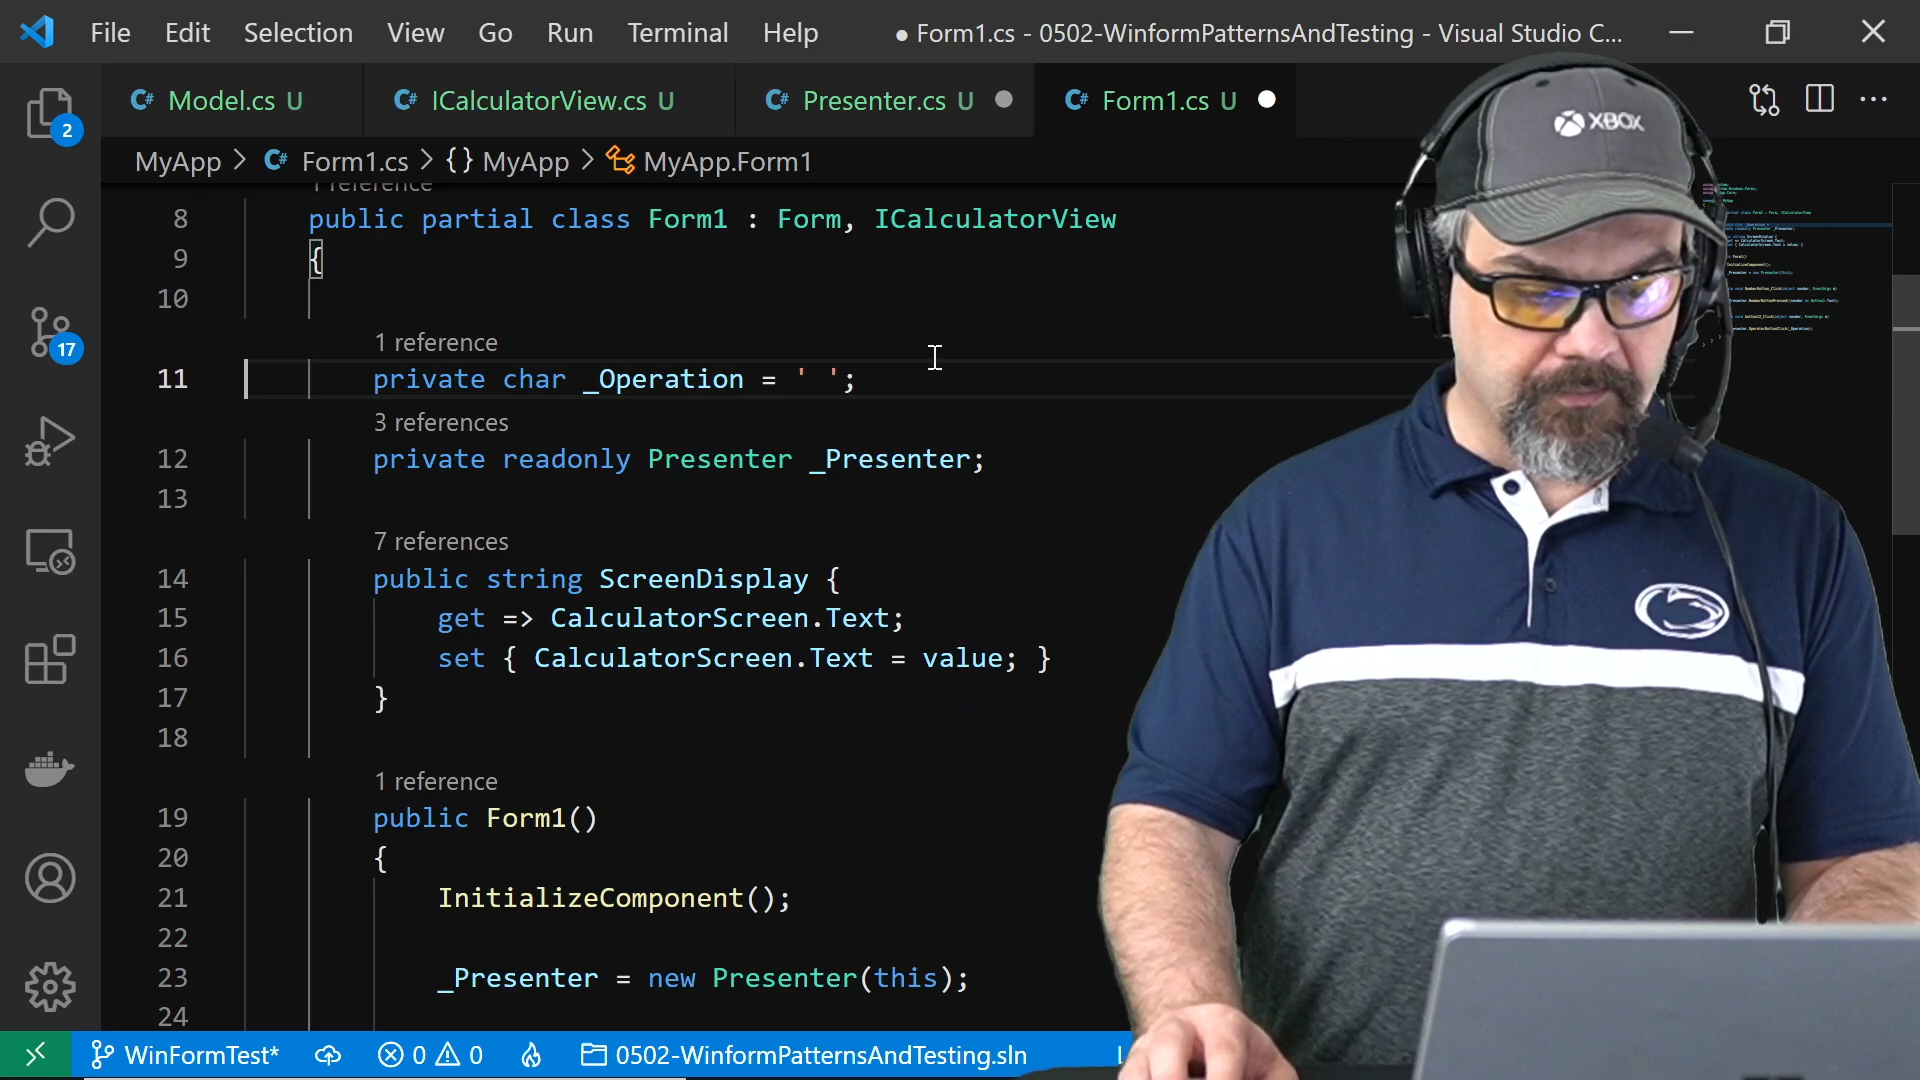 File Edit Selection View Go Run Terminal Help ● Form1.cs - 0502-WinformPatternsAndTesting - Visual Studio C...
C# Model.cs U C# ICalculatorView.cs U C# Presenter.cs U ● C# Form1.cs U ●
MyApp > C# Form1.cs > {} MyApp > MyApp.Form1
1 reference
8 public partial class Form1 : Form, ICalculatorView
9 {
10
1 reference
11 private char _Operation = ' ';
3 references
12 private readonly Presenter _Presenter;
13
7 references
14 public string ScreenDisplay {
15 get => CalculatorScreen.Text;
16 set { CalculatorScreen.Text = value; }
17 }
18
1 reference
19 public Form1()
20 {
21 InitializeComponent();
22
23 _Presenter = new Presenter(this);
24
2
17
XBOX
WinFormTest* 0 0 0502-WinformPatternsAndTesting.sln